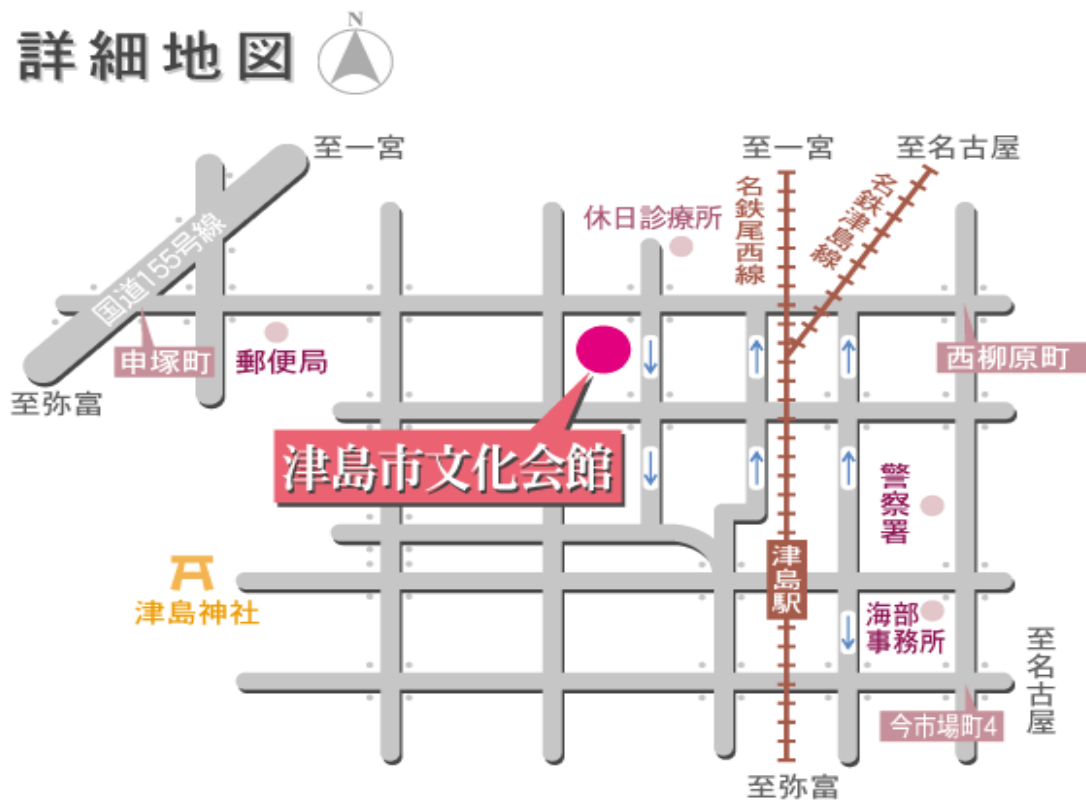 詳細地図
N
至一宮
至一宮
至名古屋
休日診療所
名鉄尾西線
名鉄津島線
国道155号線
申塚町
郵便局
西柳原町
至弥富
津島市文化会館
警察署
津島駅
津島神社
海部
事務所
至名古屋
今市場町4
至弥富